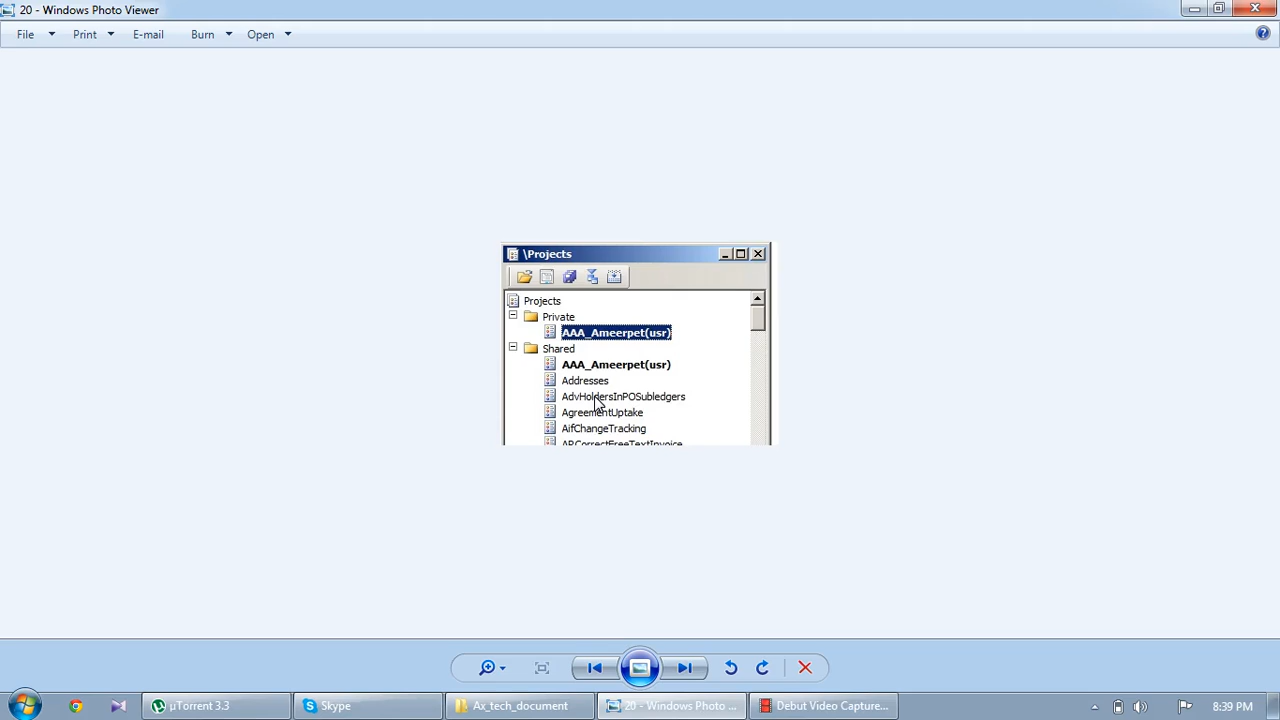 20 - Windows Photo Viewer
File Print E-mail Burn Open
\Projects
Projects
Private
AAA_Ameerpet(usr)
Shared
AAA_Ameerpet(usr)
Addresses
AdvHoldersInPOSubledgers
AgreementUptake
AifChangeTracking
APCorrectFreeTextInvoice
µTorrent 3.3 Skype Ax_tech_document 20 - Windows Photo ... Debut Video Capture... 8:39 PM